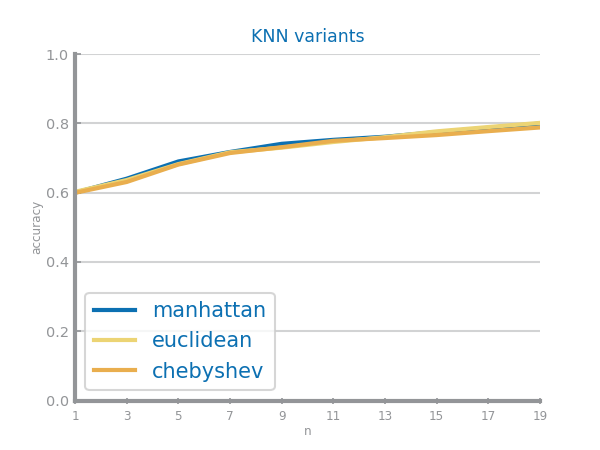 KNN variants
1.0
0.8
0.6
0.4
0.2
0.0
accuracy
manhattan
euclidean
chebyshev
1 3 5 7 9 11 13 15 17 19
n